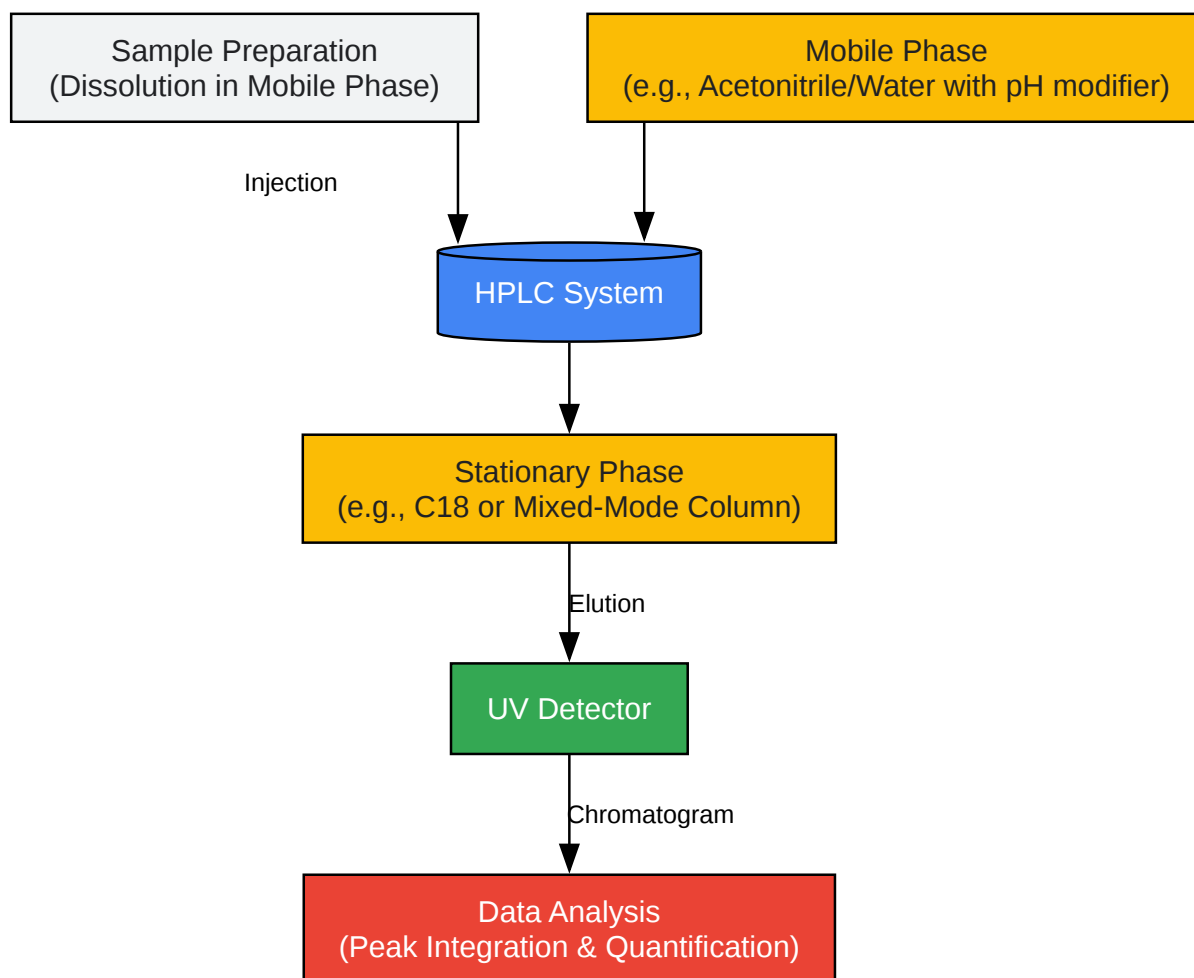 Sample Preparation
(Dissolution in Mobile Phase)
Mobile Phase
(e.g., Acetonitrile/Water with pH modifier)
Injection
HPLC System
Stationary Phase
(e.g., C18 or Mixed-Mode Column)
Elution
UV Detector
Chromatogram
Data Analysis
(Peak Integration & Quantification)